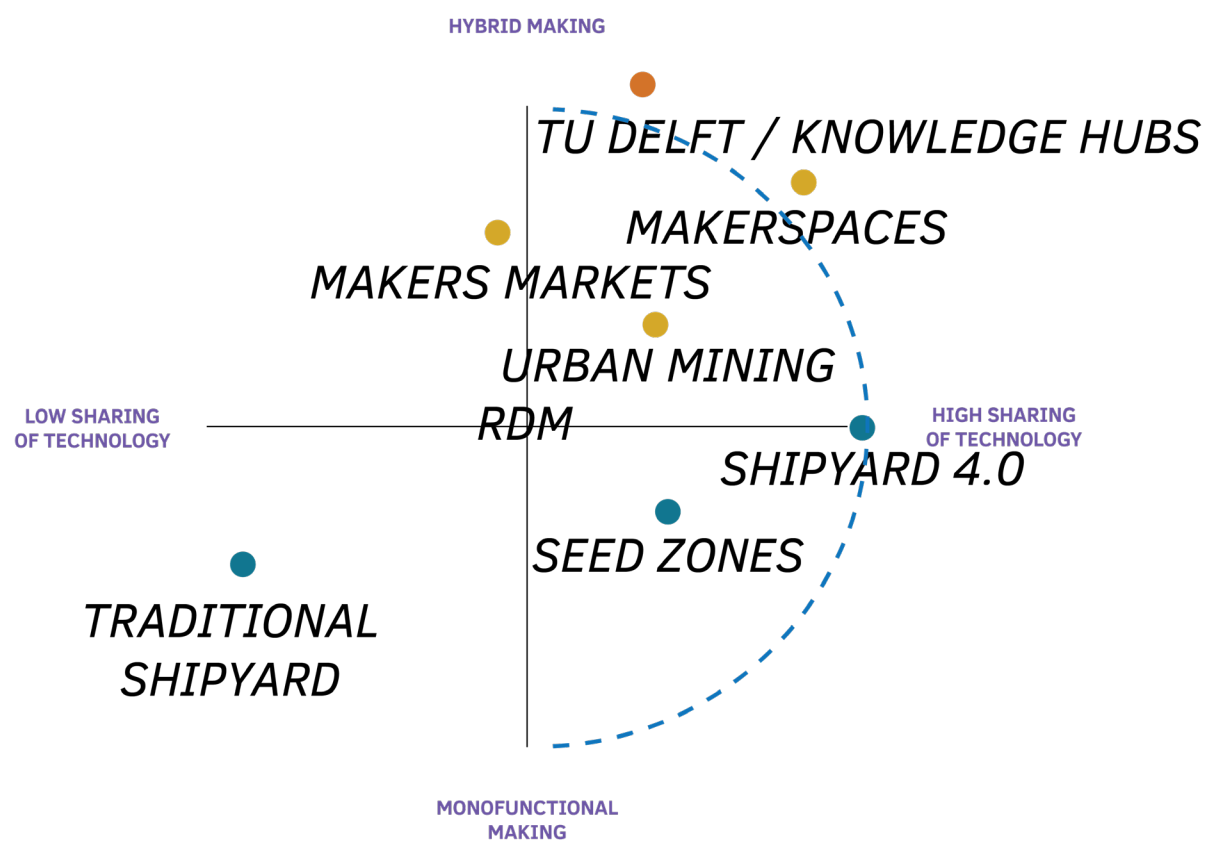 HYBRID MAKING
TU DELFT / KNOWLEDGE HUBS
MAKERSPACES
MAKERS MARKETS
URBAN MINING
RDM
LOW SHARING
OF TECHNOLOGY
HIGH SHARING
OF TECHNOLOGY
SHIPYARD 4.0
SEED ZONES
TRADITIONAL
SHIPYARD
MONOFUNCTIONAL
MAKING